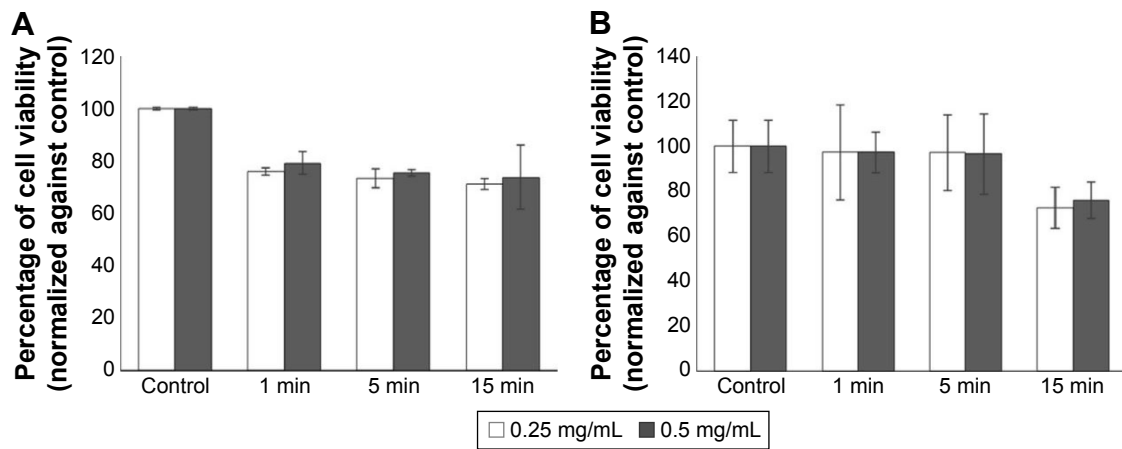 A
Percentage of cell viability
(normalized against control)
120
100
80
60
40
20
0
Control
1 min
5 min
15 min
B
Percentage of cell viability
(normalized against control)
140
120
100
80
60
40
20
0
Control
1 min
5 min
15 min
0.25 mg/mL
0.5 mg/mL